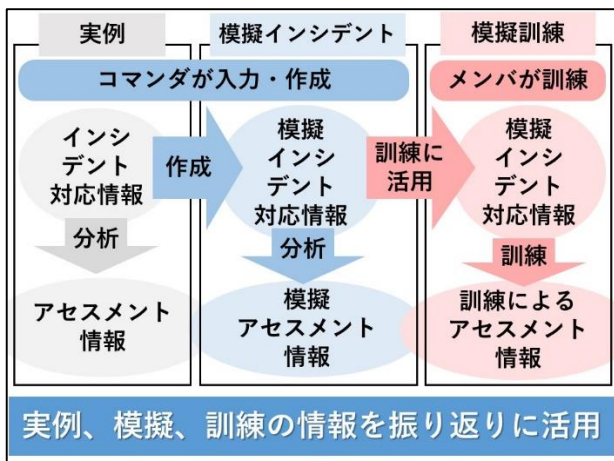 実例
模擬インシデント
模擬訓練
コマンダが入力・作成
メンバが訓練
インシ
デント
対応情報
作成
模擬
インシ
デント
対応情報
訓練に
活用
模擬
インシ
デント
対応情報
分析
分析
訓練
アセスメント
情報
模擬
アセスメント
情報
訓練による
アセスメント
情報
実例、模擬、訓練の情報を振り返りに活用